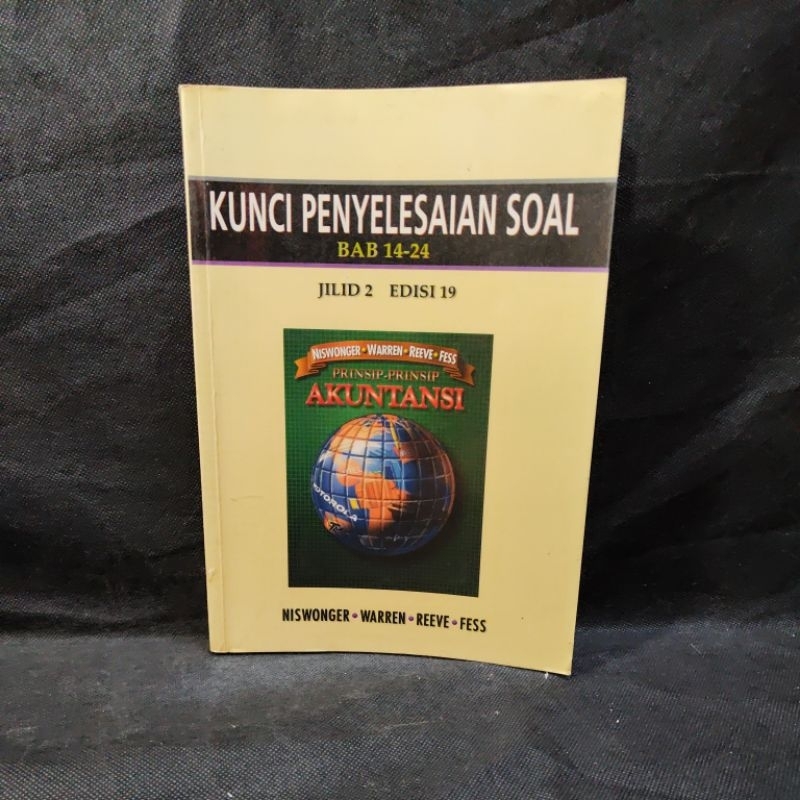 KUNCI PENYELESAIAN SOAL
BAB 14-24
JILID 2 EDISI 19
NISWONGER • WARREN • REEVE • FESS
PRINSIP-PRINSIP
AKUNTANSI
MOTOROLA
NISWONGER • WARREN • REEVE • FESS